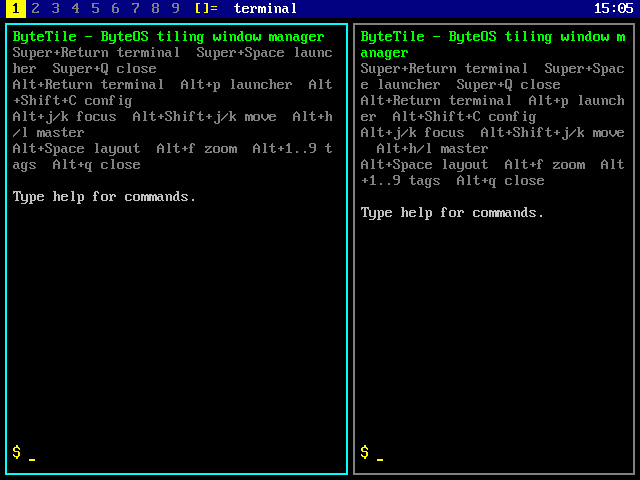 1 2 3 4 5 6 7 8 9 []= terminal 15:05
ByteTile - ByteOS tiling window manager
Super+Return terminal  Super+Space launc
her  Super+Q close
Alt+Return terminal  Alt+p launcher  Alt
+Shift+C config
Alt+j/k focus  Alt+Shift+j/k move  Alt+h
/l master
Alt+Space layout  Alt+f zoom  Alt+1..9 t
ags  Alt+q close
Type help for commands.
$ _
ByteTile - ByteOS tiling window m
anager
Super+Return terminal  Super+Spac
e launcher  Super+Q close
Alt+Return terminal  Alt+p launch
er  Alt+Shift+C config
Alt+j/k focus  Alt+Shift+j/k move
  Alt+h/l master
Alt+Space layout  Alt+f zoom  Alt
+1..9 tags  Alt+q close
Type help for commands.
$ _